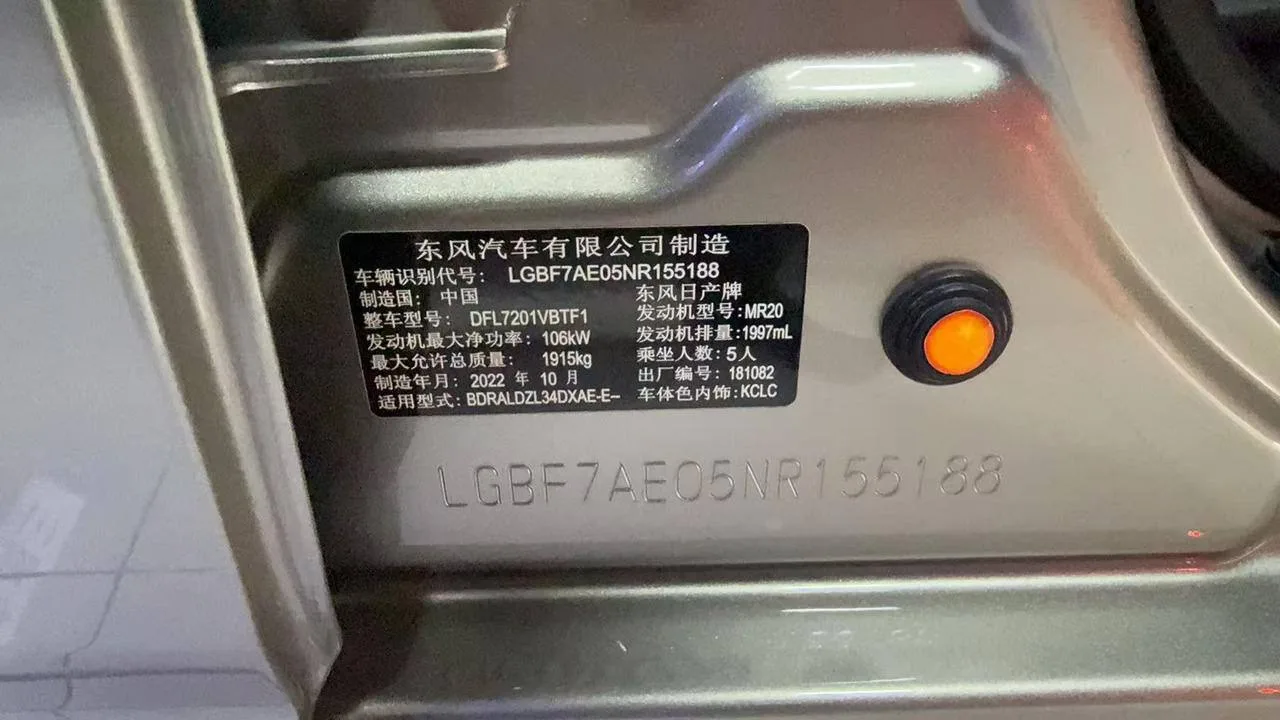 东风汽车有限公司制造
车辆识别代号: LGBF7AE05NR155188
制造国: 中国 东风日产牌
整车型号: DFL7201VBTF1 发动机型号:MR20
发动机最大净功率: 106kW 发动机排量:1997mL
最大允许总质量: 1915kg 乘坐人数:5人
制造年月: 2022 年 10 月 出厂编号: 181082
适用型式: BDRALDZL34DXAE-E- 车体色内饰:KCLC
LGBF7AE05NR155188